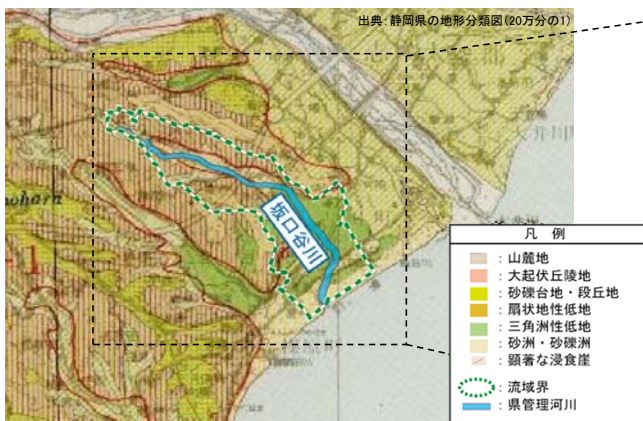 出典：静岡県の地形分類図(20万分の1)
大井川
坂口谷川
凡　例
：山麓地
：大起伏丘陵地
：砂礫台地・段丘地
：扇状地性低地
：三角洲性低地
：砂洲・砂礫洲
：顕著な浸食崖
：流域界
：県管理河川